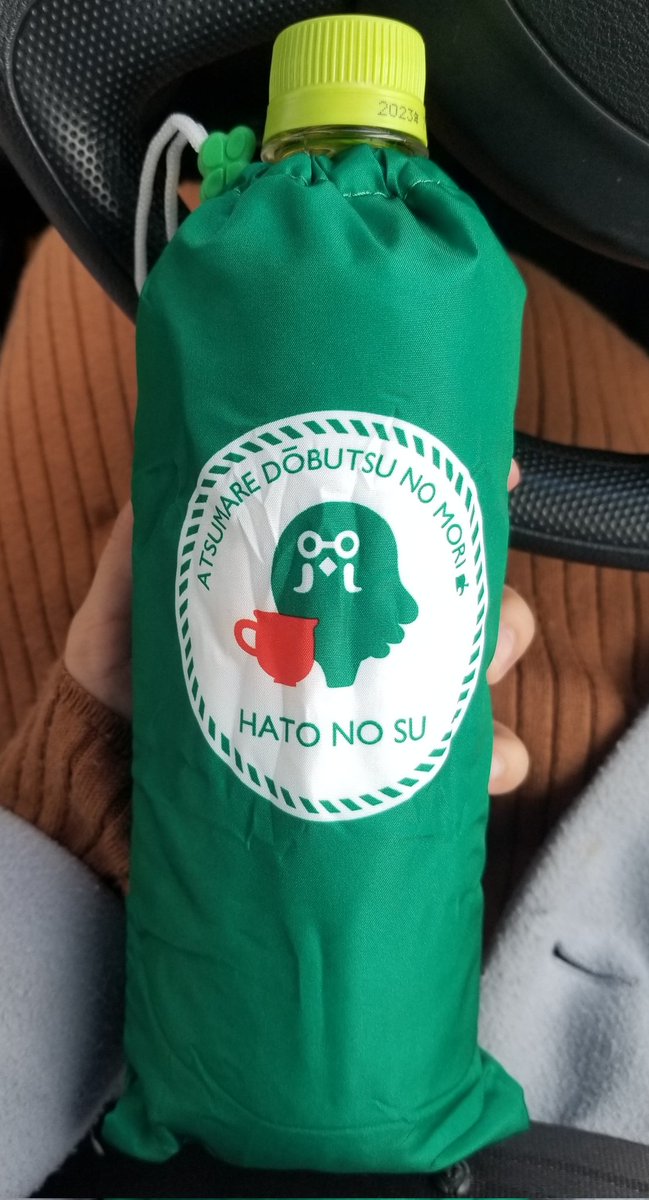 2023
ATSUMARE DŌBUTSU NO MORI
HATO NO SU